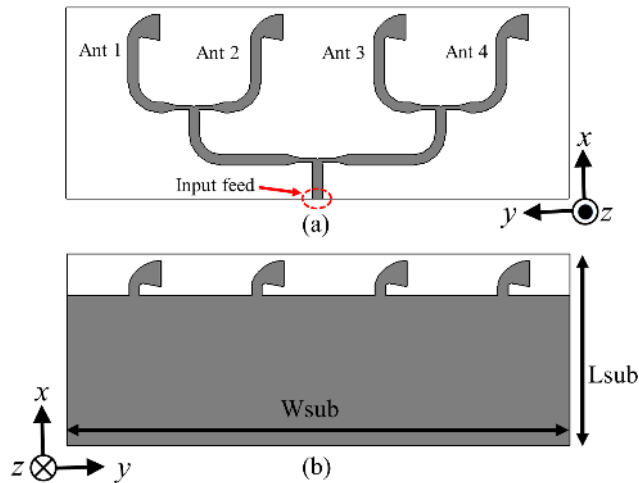 Ant 1 Ant 2 Ant 3 Ant 4
x
Input feed
y z
(a)
Lsub
x
Wsub
z y
(b)